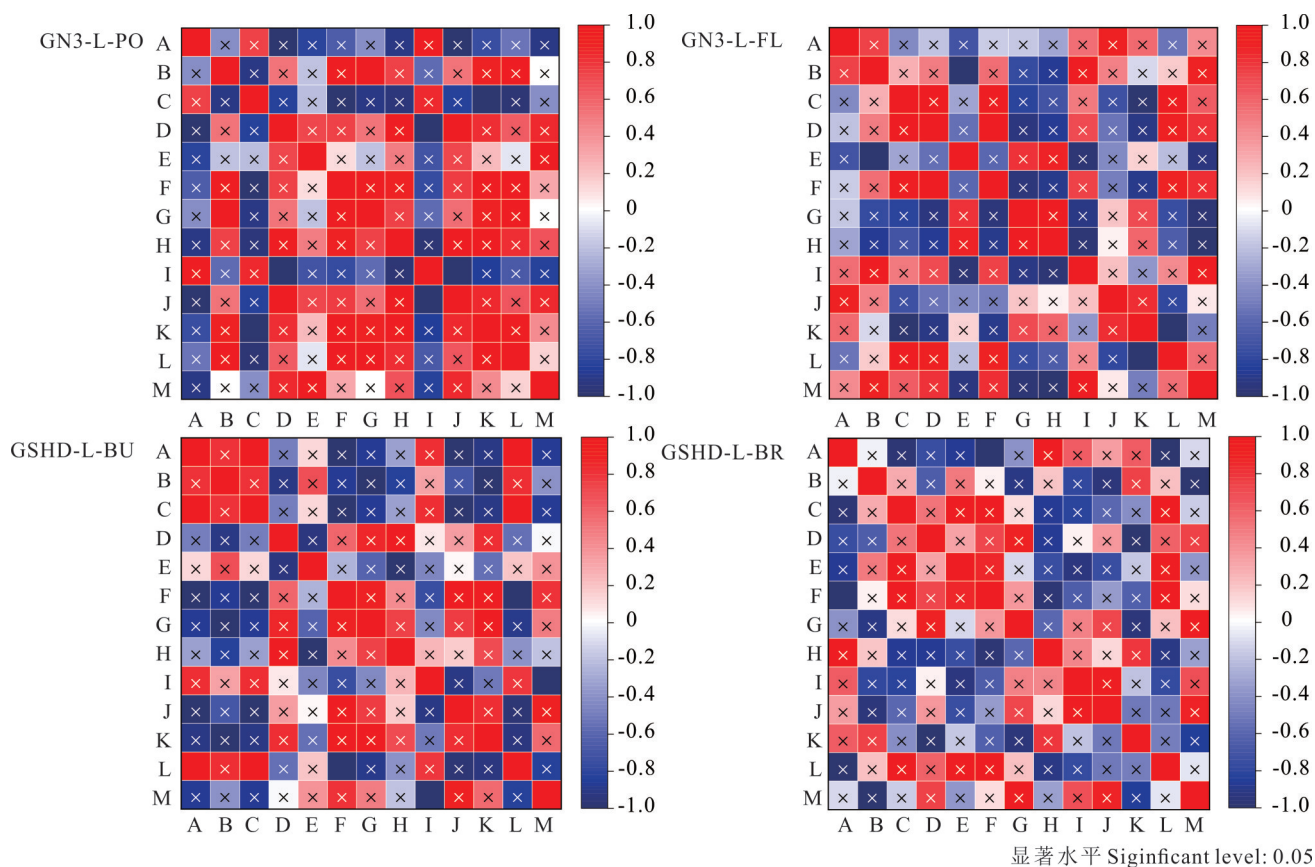 GN3-L-PO
A
B
C
D
E
F
G
H
I
J
K
L
M
A B C D E F G H I J K L M
1.0
0.8
0.6
0.4
0.2
0
-0.2
-0.4
-0.6
-0.8
-1.0
GN3-L-FL
A
B
C
D
E
F
G
H
I
J
K
L
M
A B C D E F G H I J K L M
1.0
0.8
0.6
0.4
0.2
0
-0.2
-0.4
-0.6
-0.8
-1.0
GSHD-L-BU
A
B
C
D
E
F
G
H
I
J
K
L
M
A B C D E F G H I J K L M
1.0
0.8
0.6
0.4
0.2
0
-0.2
-0.4
-0.6
-0.8
-1.0
GSHD-L-BR
A
B
C
D
E
F
G
H
I
J
K
L
M
A B C D E F G H I J K L M
1.0
0.8
0.6
0.4
0.2
0
-0.2
-0.4
-0.6
-0.8
-1.0
显著水平 Siginficant level: 0.05